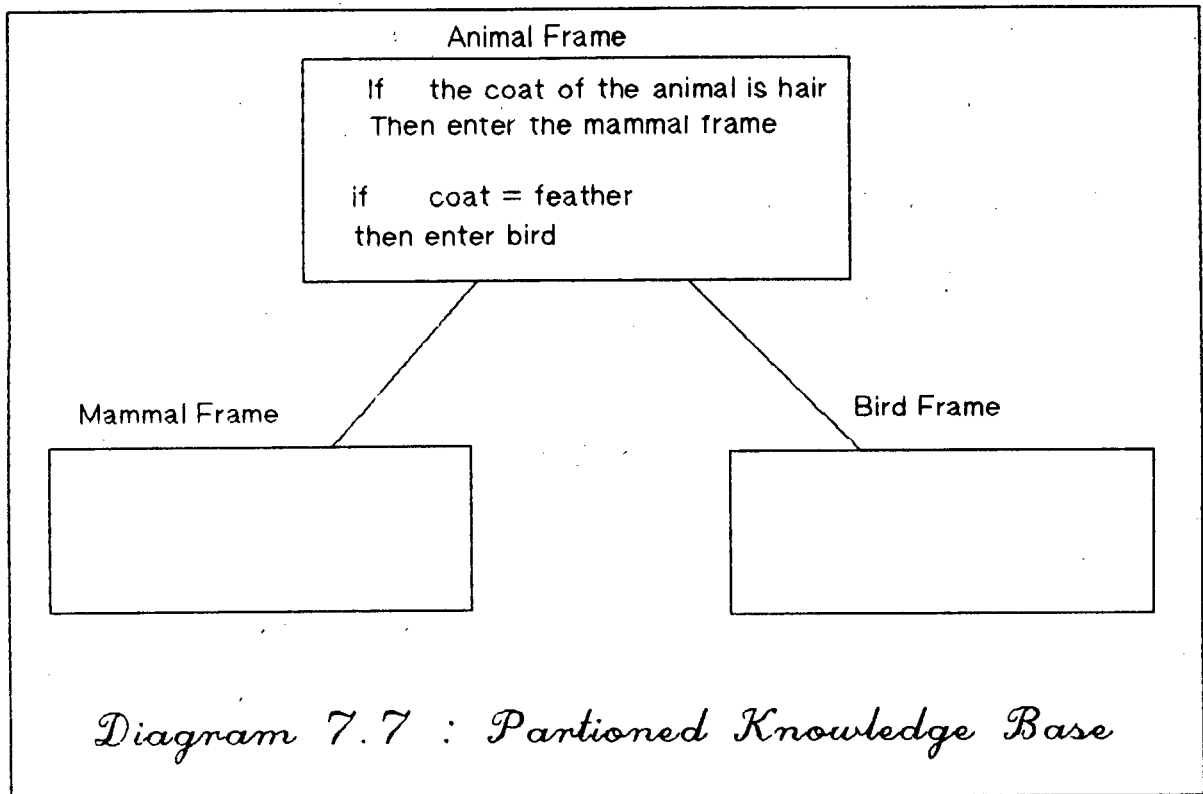 Animal Frame
If the coat of the animal is hair
Then enter the mammal frame
if coat = feather
then enter bird
Mammal Frame
Bird Frame
Diagram 7.7 : Partioned Knowledge Base